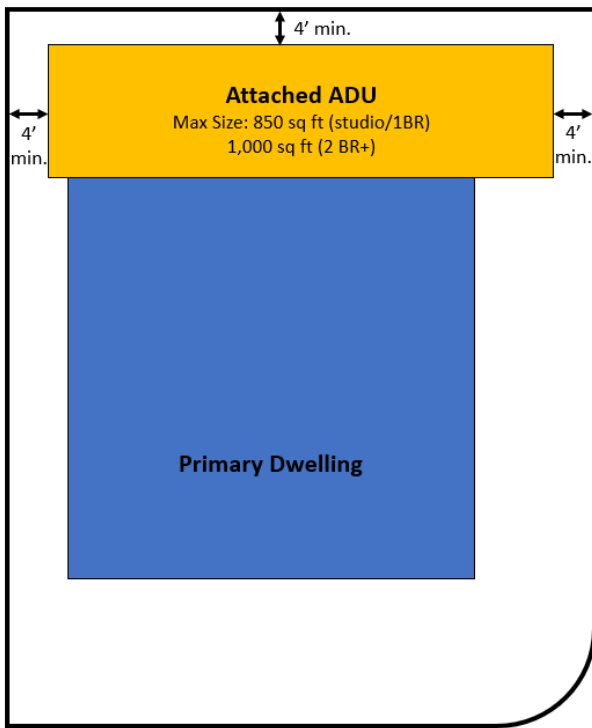 4’ min.
Attached ADU
Max Size: 850 sq ft (studio/1BR)
1,000 sq ft (2 BR+)
4’
min.
4’
min.
Primary Dwelling